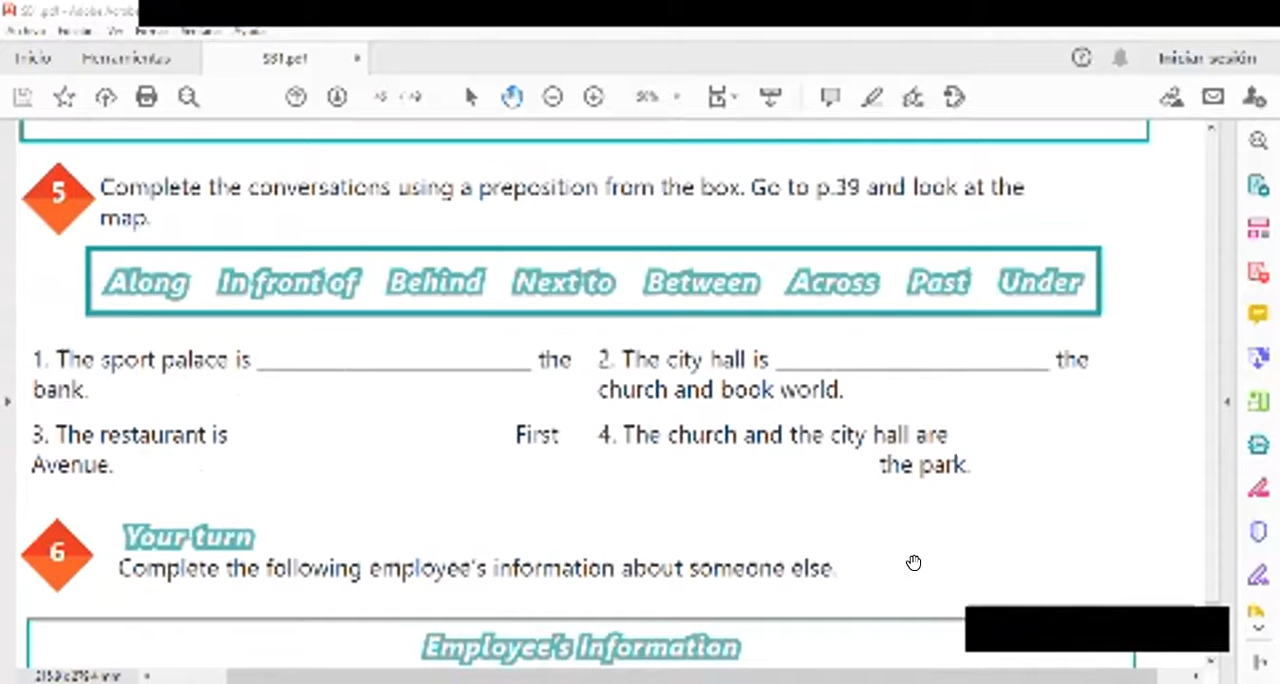 Inicio Herramientas SB1.pdf Iniciar sesión
5 Complete the conversations using a preposition from the box. Go to p.39 and look at the
map.
Along In front of Behind Next to Between Across Past Under
1. The sport palace is ____________________ the
bank.
2. The city hall is ____________________ the
church and book world.
3. The restaurant is First
Avenue.
4. The church and the city hall are
the park.
6 Your turn
Complete the following employee's information about someone else.
Employee's Information